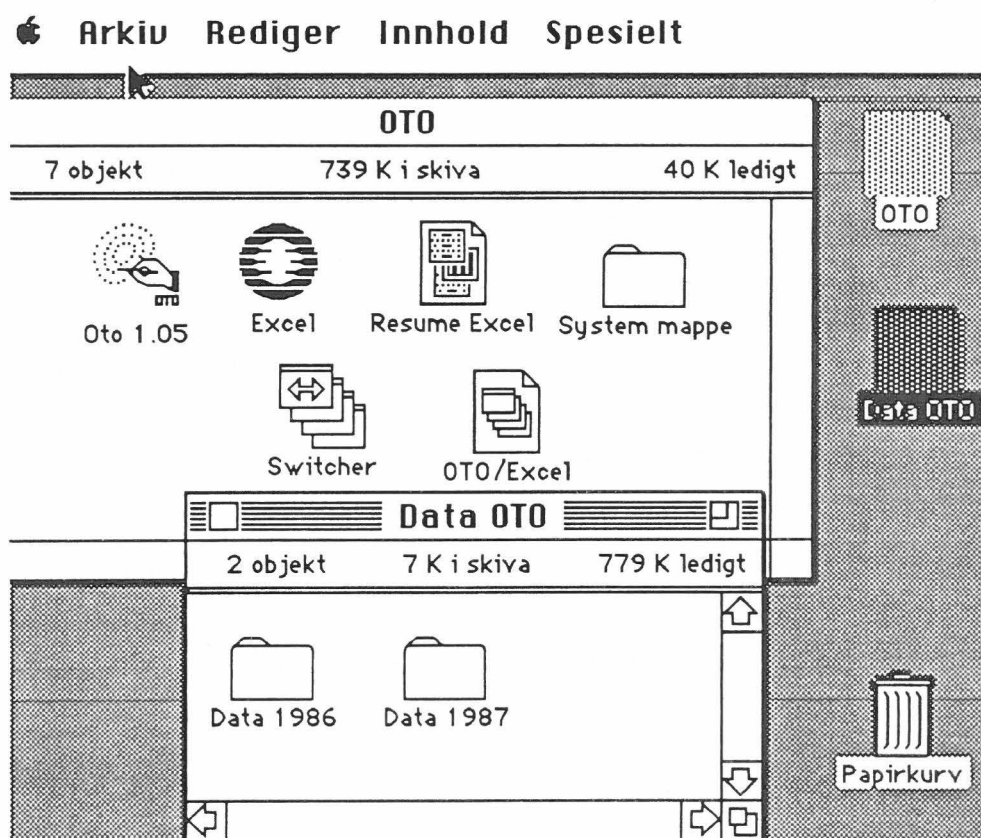 Arkiv Rediger Innhold Spesielt
OTO
7 objekt 739 K i skiva 40 K ledigt
OTO
Oto 1.05 Excel Resume Excel System mappe
Data OTO
Switcher OTO/Excel
Data OTO
2 objekt 7 K i skiva 779 K ledigt
Data 1986 Data 1987
Papirkurv